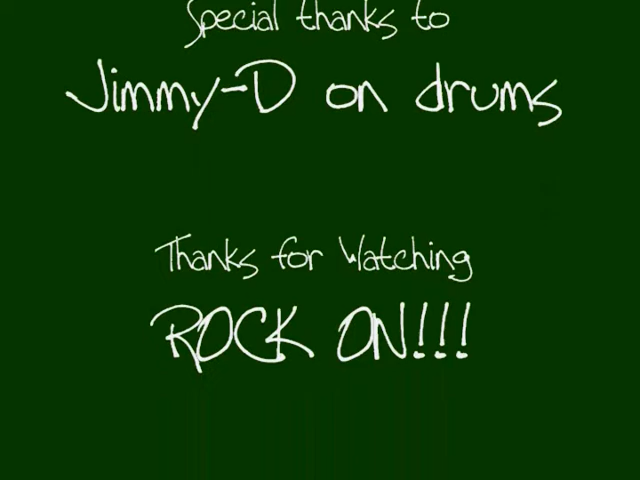 Special thanks to
Jimmy-D on drums
Thanks for Watching
ROCK ON!!!